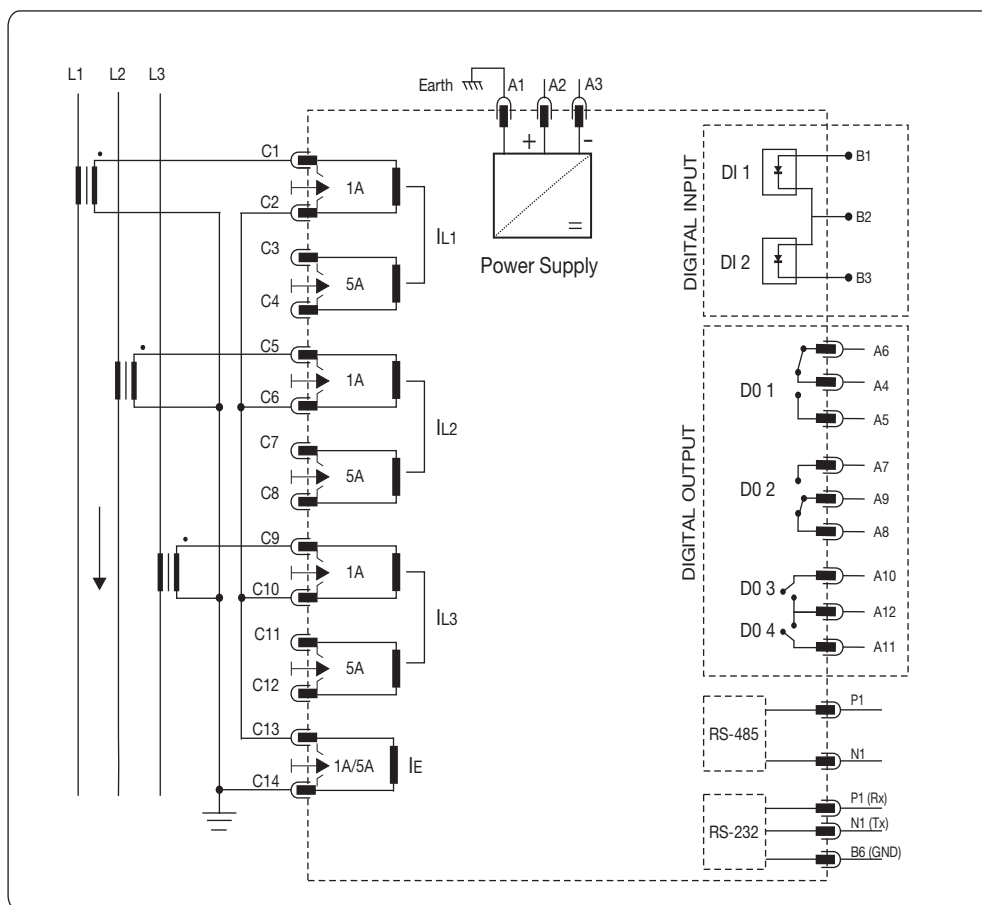 L1 L2 L3
Earth A1 A2 A3
+ -
=
Power Supply
C1
1A
C2
IL1
C3
5A
C4
C5
1A
C6
IL2
C7
5A
C8
C9
1A
C10
IL3
C11
5A
C12
C13
1A/5A IE
C14
DIGITAL INPUT
DI 1
B1
B2
DI 2
B3
DIGITAL OUTPUT
A6
D0 1
A4
A5
A7
D0 2
A9
A8
A10
D0 3
A12
D0 4
A11
RS-485
P1
N1
RS-232
P1 (Rx)
N1 (Tx)
B6 (GND)